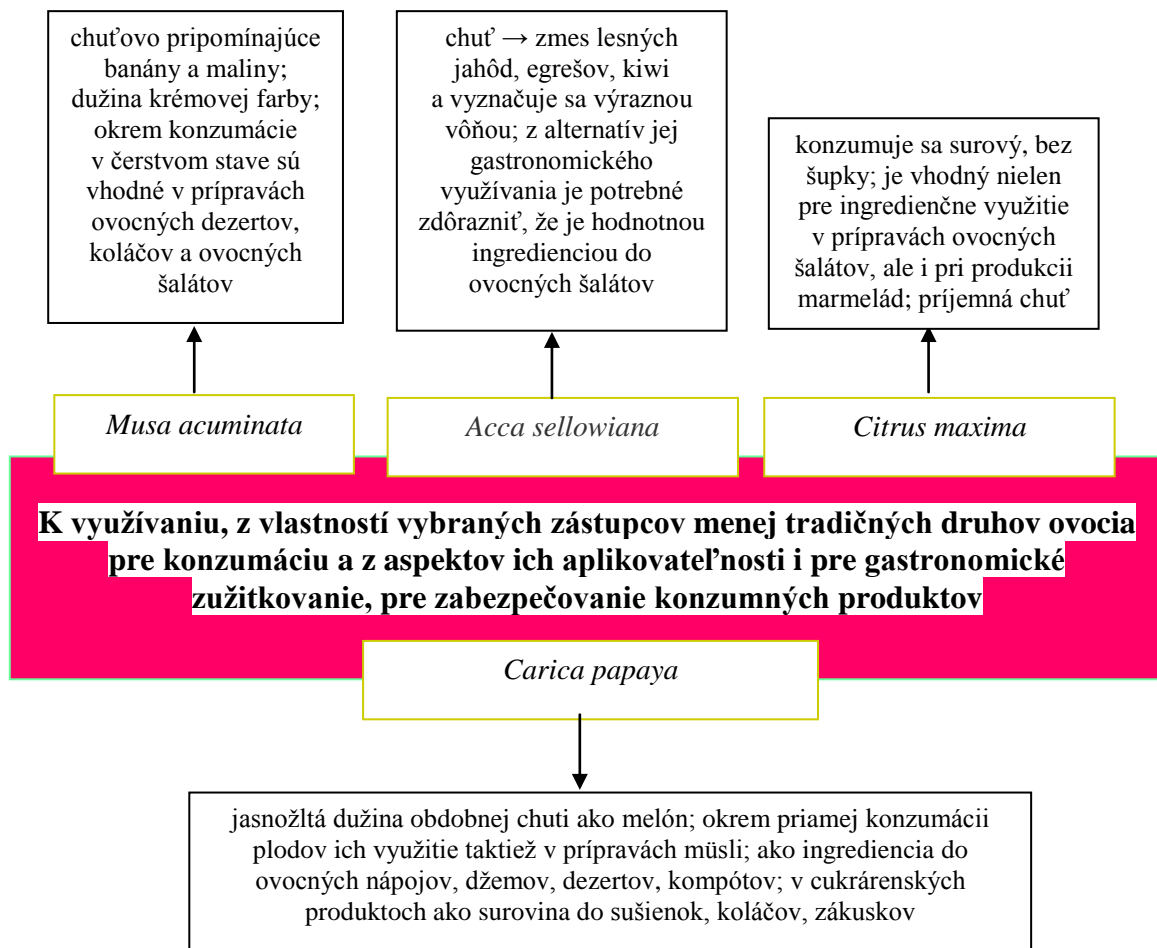 chuťovo pripomínajúce
banány a maliny;
dužina krémovej farby;
okrem konzumácie
v čerstvom stave sú
vhodné v prípravách
ovocných dezertov,
koláčov a ovocných
šalátov
chuť → zmes lesných
jahôd, egrešov, kiwi
a vyznačuje sa výraznou
vôňou; z alternatív jej
gastronomického
využívania je potrebné
zdôrazniť, že je hodnotnou
ingredienciou do
ovocných šalátov
konzumuje sa surový, bez
šupky; je vhodný nielen
pre ingredienčne využitie
v prípravách ovocných
šalátov, ale i pri produkcii
marmelád; príjemná chuť
Musa acuminata
Acca sellowiana
Citrus maxima
K využívaniu, z vlastností vybraných zástupcov menej tradičných druhov ovocia
pre konzumáciu a z aspektov ich aplikovateľnosti i pre gastronomické
zužitkovanie, pre zabezpečovanie konzumných produktov
Carica papaya
jasnožltá dužina obdobnej chuti ako melón; okrem priamej konzumácii
plodov ich využitie taktiež v prípravách müsli; ako ingrediencia do
ovocných nápojov, džemov, dezertov, kompótov; v cukrárenských
produktoch ako surovina do sušienok, koláčov, zákuskov